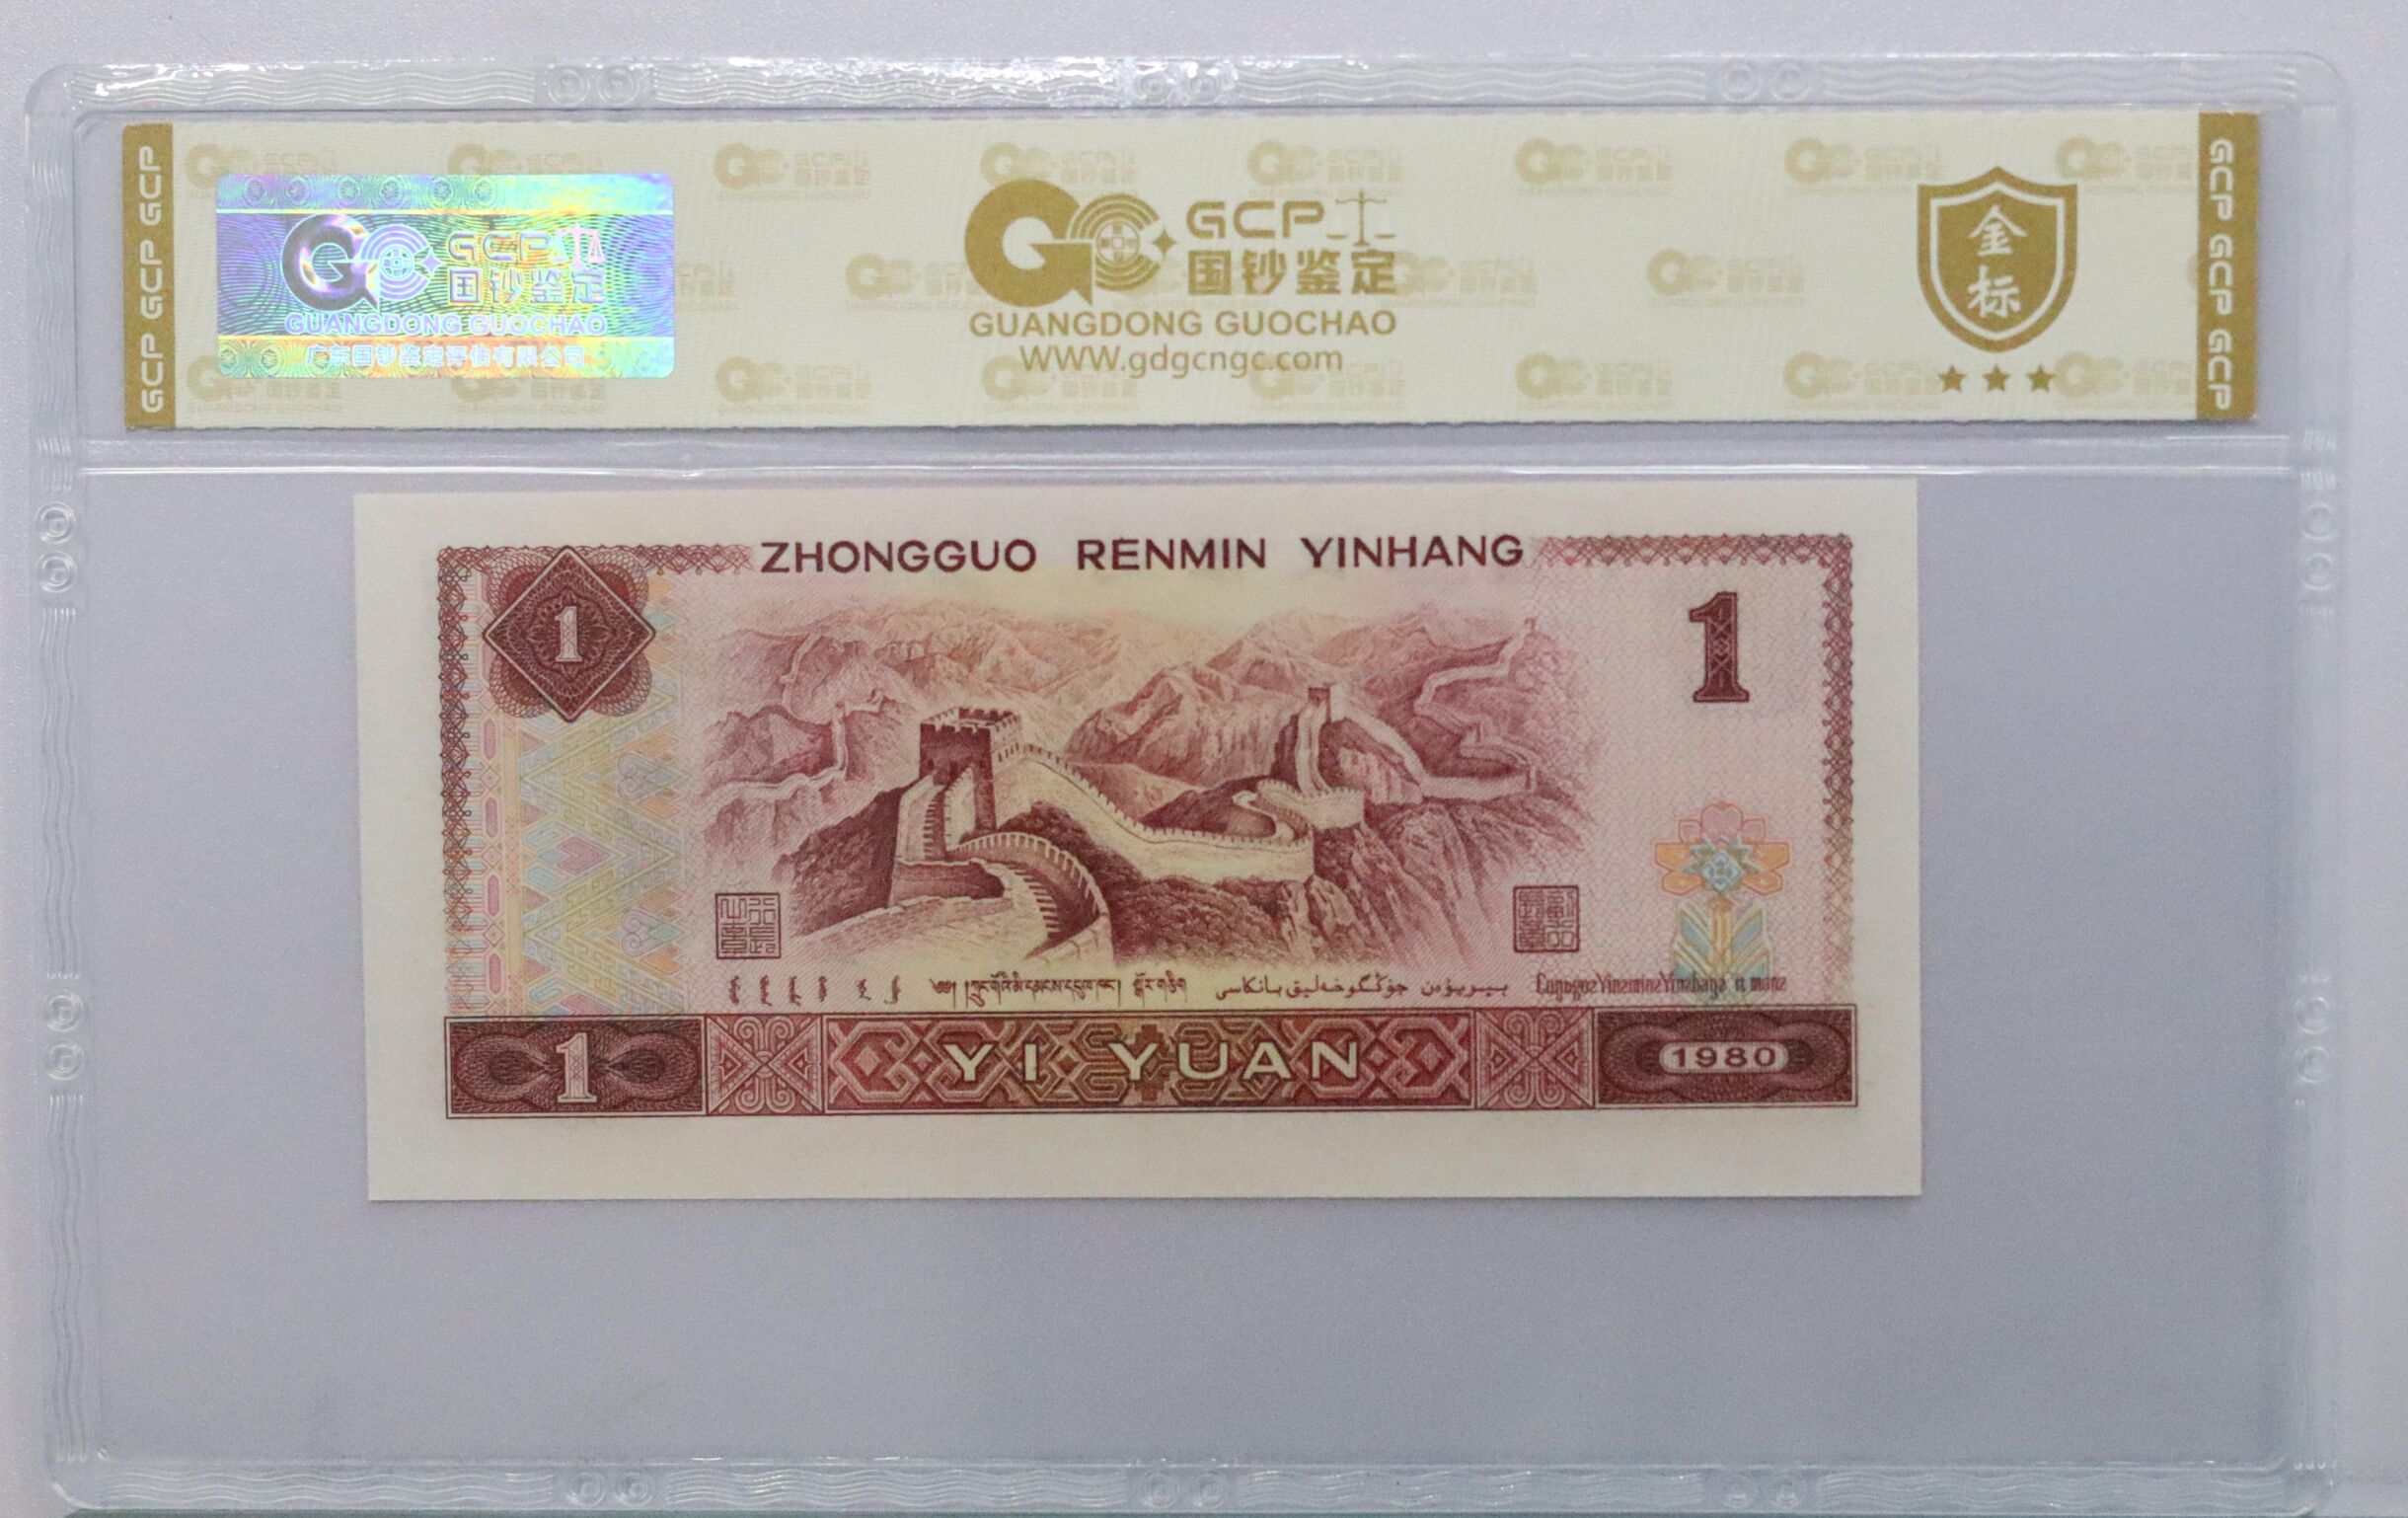 GCP GCP GCP
GCP
国钞鉴定
GUANGDONG GUOCHAO
广东国钞鉴定评估有限公司
GCP
国钞鉴定
GUANGDONG GUOCHAO
WWW.gdgcngc.com
金
标
GCP GCP GCP
ZHONGGUO RENMIN YINHANG
1
1
1
YI YUAN
1980